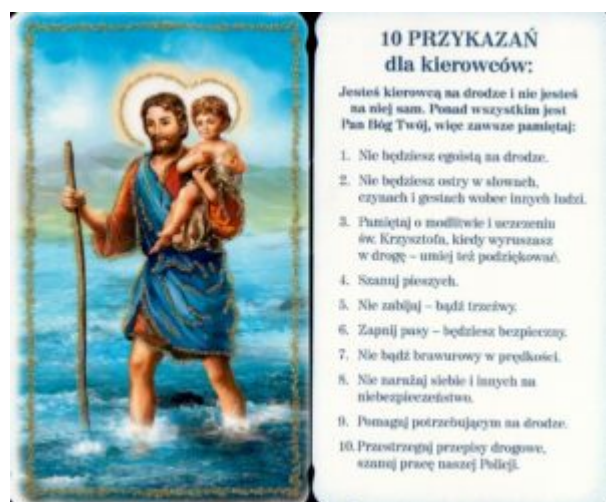 10 PRZYKAZAŃ
dla kierowców:
Jesteś kierowcą na drodze i nie jesteś
na niej sam. Ponad wszystkim jest
Pan Bóg Twój, więc zawsze pamiętaj:
1. Nie będziesz egoistą na drodze.
2. Nie będziesz ostry w słowach,
czynach i gestach wobec innych ludzi.
3. Pamiętaj o modlitwie i uczczeniu
św. Krzysztofa, kiedy wyruszasz
w drogę – umiej też podziękować.
4. Szanuj pieszych.
5. Nie zabijaj – bądź trzeźwy.
6. Zapnij pasy – będziesz bezpieczny.
7. Nie bądź brawurowy w prędkości.
8. Nie narażaj siebie i innych na
niebezpieczeństwo.
9. Pomagaj potrzebującym na drodze.
10. Przestrzegaj przepisy drogowe,
szanuj pracę naszej Policji.